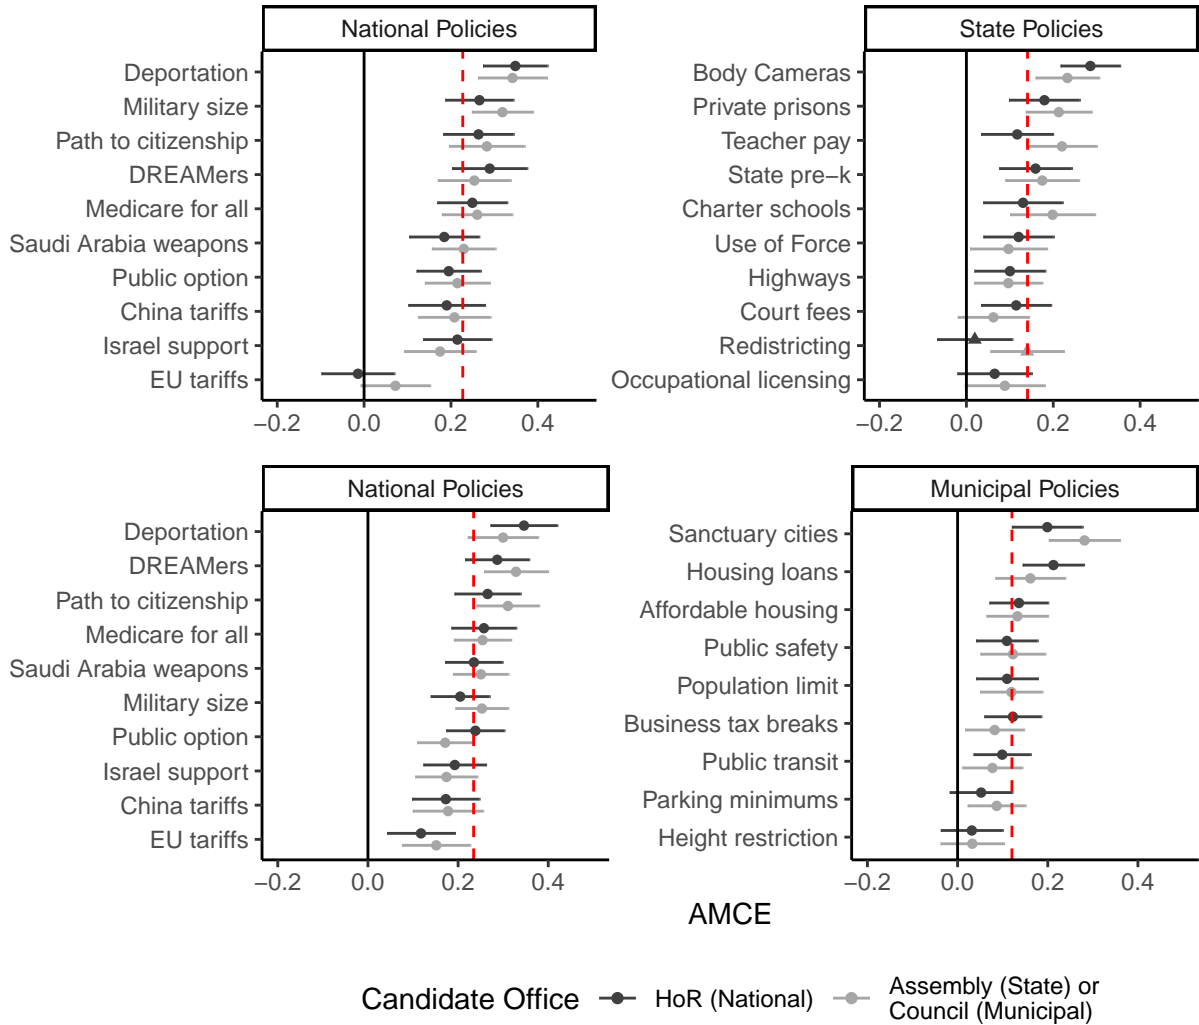 National Policies
Deportation
Military size
Path to citizenship
DREAMers
Medicare for all
Saudi Arabia weapons
Public option
China tariffs
Israel support
EU tariffs
−0.2 0.0 0.2 0.4
State Policies
Body Cameras
Private prisons
Teacher pay
State pre−k
Charter schools
Use of Force
Highways
Court fees
Redistricting
Occupational licensing
−0.2 0.0 0.2 0.4
National Policies
Deportation
DREAMers
Path to citizenship
Medicare for all
Saudi Arabia weapons
Military size
Public option
Israel support
China tariffs
EU tariffs
−0.2 0.0 0.2 0.4
Municipal Policies
Sanctuary cities
Housing loans
Affordable housing
Public safety
Population limit
Business tax breaks
Public transit
Parking minimums
Height restriction
−0.2 0.0 0.2 0.4
AMCE
Candidate Office HoR (National) Assembly (State) or
Council (Municipal)